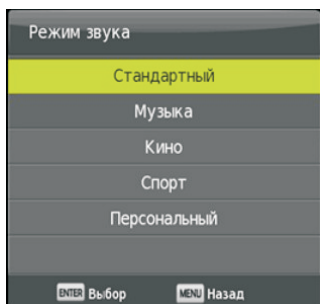 Режим звука
Стандартный
Музыка
Кино
Спорт
Персональный
ENTER Выбор MENU Назад